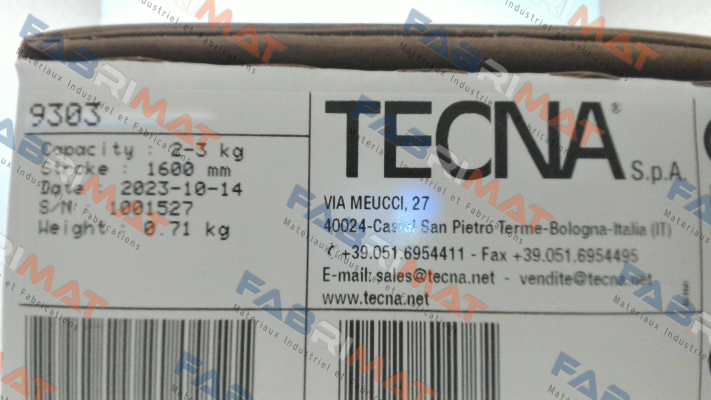 9303
Capacity : 2-3 kg
Stroke : 1600 mm
Date : 2023-10-14
S/N : 1001527
Weight: 0.71 kg
TECNA® S.p.A.
VIA MEUCCI, 27
40024-Castel San Pietro Terme-Bologna-Italia (IT)
+39.051.6954411 - Fax +39.051.6954495
E-mail: sales@tecna.net - vendite@tecna.net
www.tecna.net
FABRIMAT
Materiaux Industriel et Fabrications